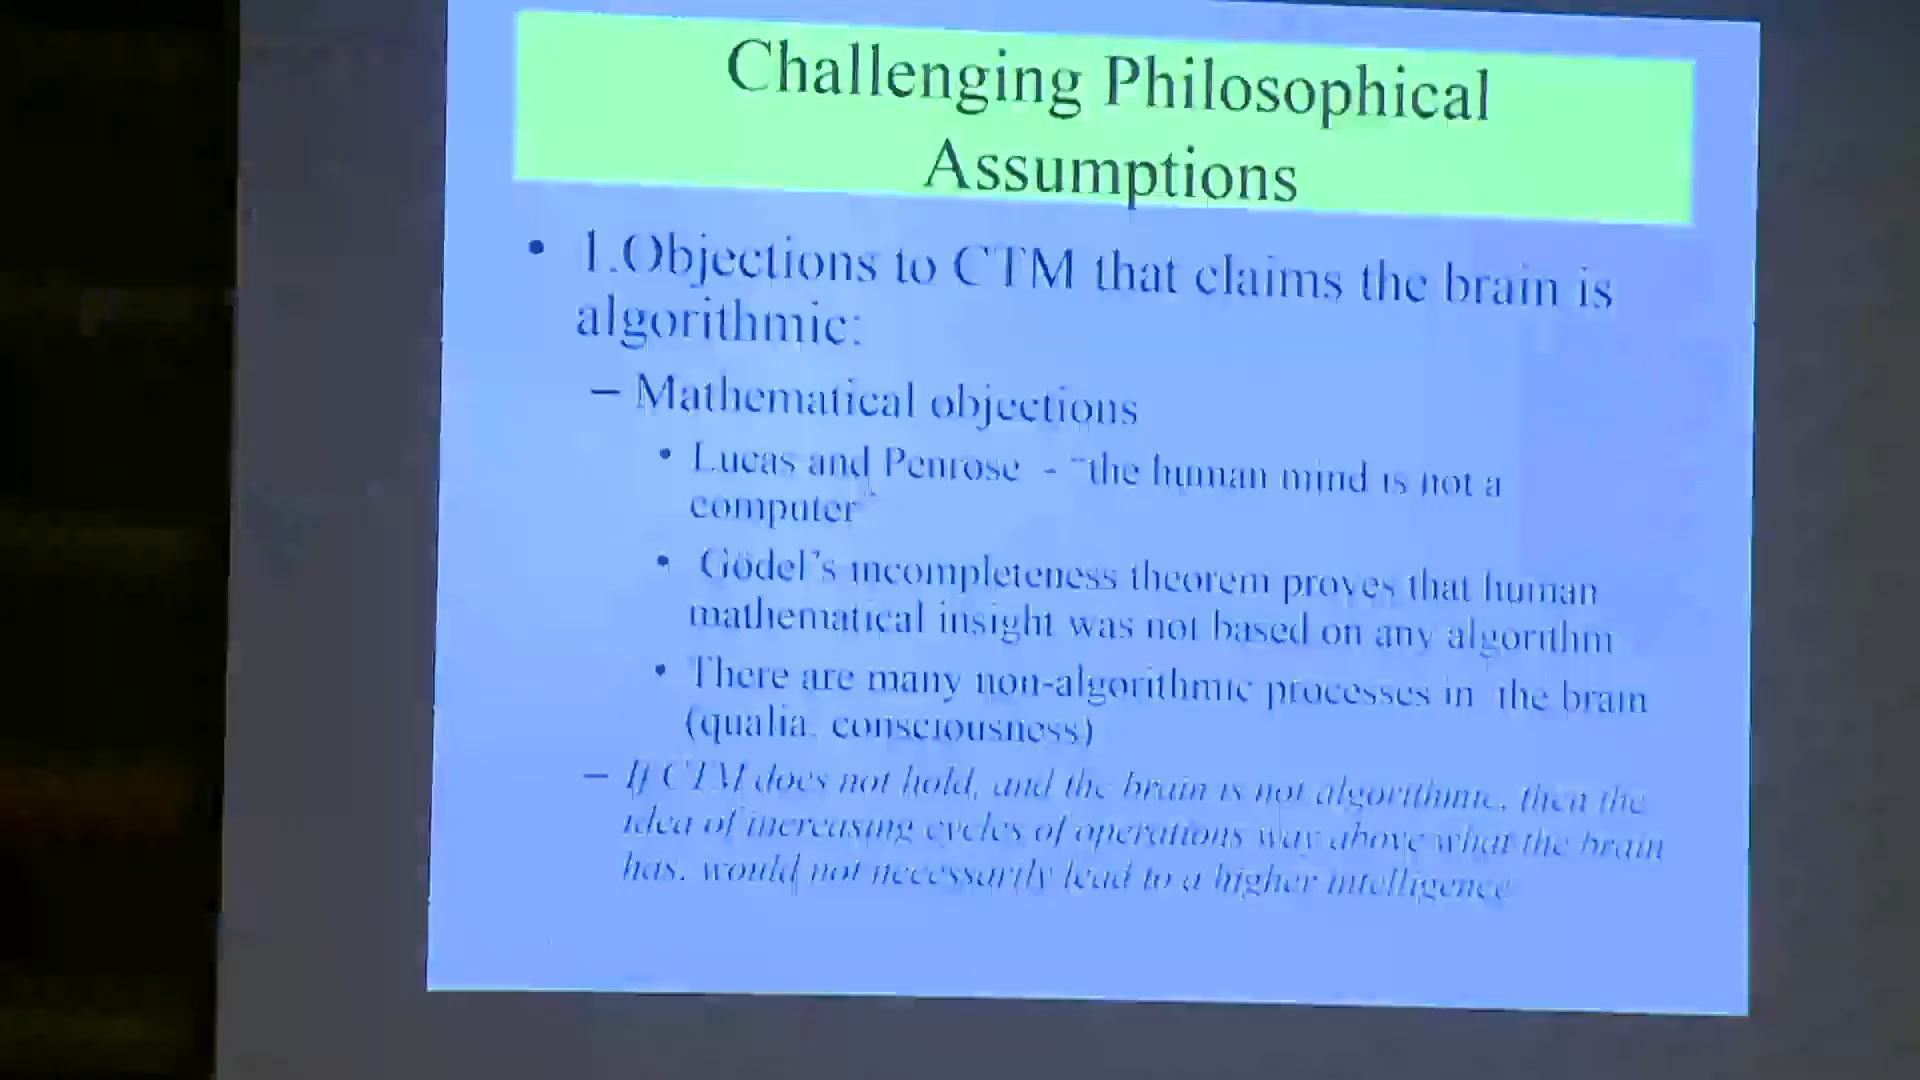 Challenging Philosophical
Assumptions
• 1.Objections to CTM that claims the brain is
algorithmic:
– Mathematical objections
• Lucas and Penrose - "the human mind is not a
computer"
• Gödel's incompleteness theorem proves that human
mathematical insight was not based on any algorithm
• There are many non-algorithmic processes in the brain
(qualia, consciousness)
– If CTM does not hold, and the brain is not algorithmic, then the
idea of increasing cycles of operations way above what the brain
has, would not necessarily lead to a higher intelligence